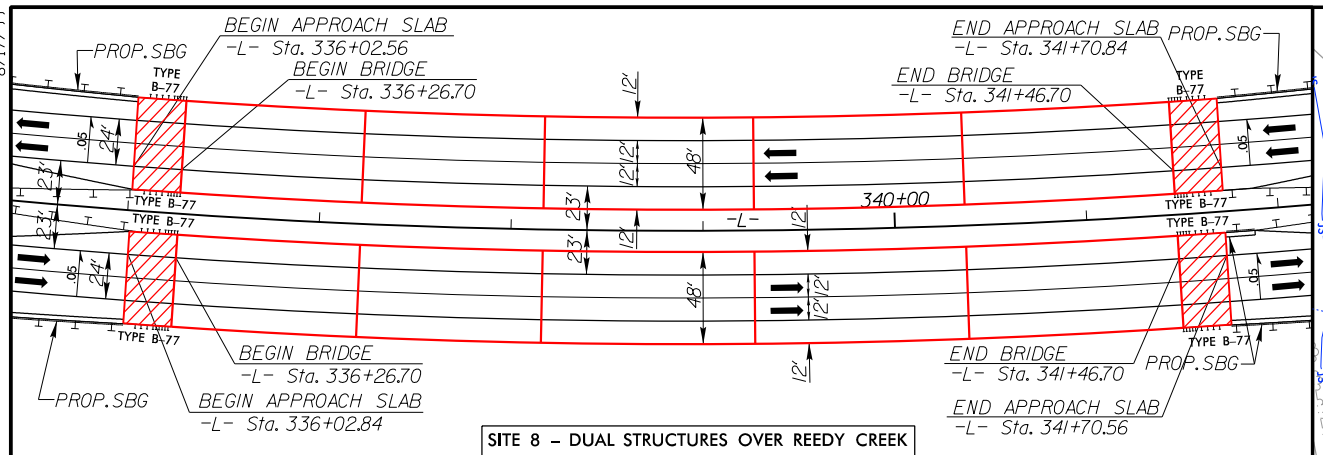 BEGIN APPROACH SLAB
-L- Sta. 336+02.56
PROP. SBG
TYPE
B-77
BEGIN BRIDGE
-L- Sta. 336+26.70
END APPROACH SLAB
-L- Sta. 341+70.84
PROP. SBG
END BRIDGE
-L- Sta. 341+46.70
TYPE
B-77
12'
.05
24'
23'
12'12'
48'
12'12'
.05
TYPE B-77
TYPE B-77
23'
23'
12'
-L-
12'
340+00
TYPE B-77
TYPE B-77
23'
23'
.05
24'
48'
12'12'
12'12'
.05
TYPE B-77
TYPE B-77
12'
BEGIN BRIDGE
-L- Sta. 336+26.70
END BRIDGE
-L- Sta. 341+46.70
PROP. SBG
PROP. SBG
BEGIN APPROACH SLAB
-L- Sta. 336+02.84
END APPROACH SLAB
-L- Sta. 341+70.56
SITE 8 – DUAL STRUCTURES OVER REEDY CREEK